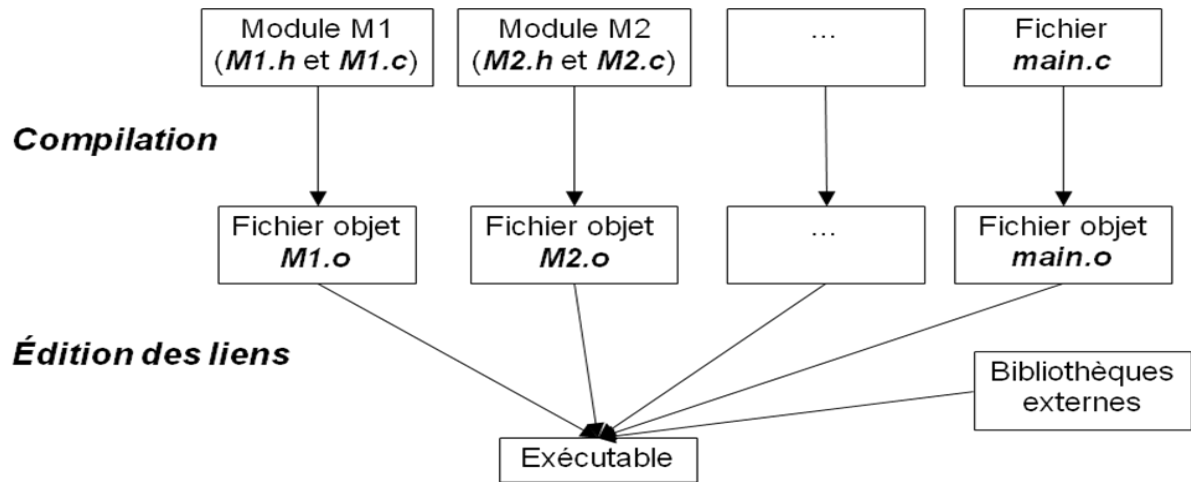 Module M1
(M1.h et M1.c)
Module M2
(M2.h et M2.c)
...
Fichier
main.c
Compilation
Fichier objet
M1.o
Fichier objet
M2.o
...
Fichier objet
main.o
Édition des liens
Bibliothèques
externes
Exécutable